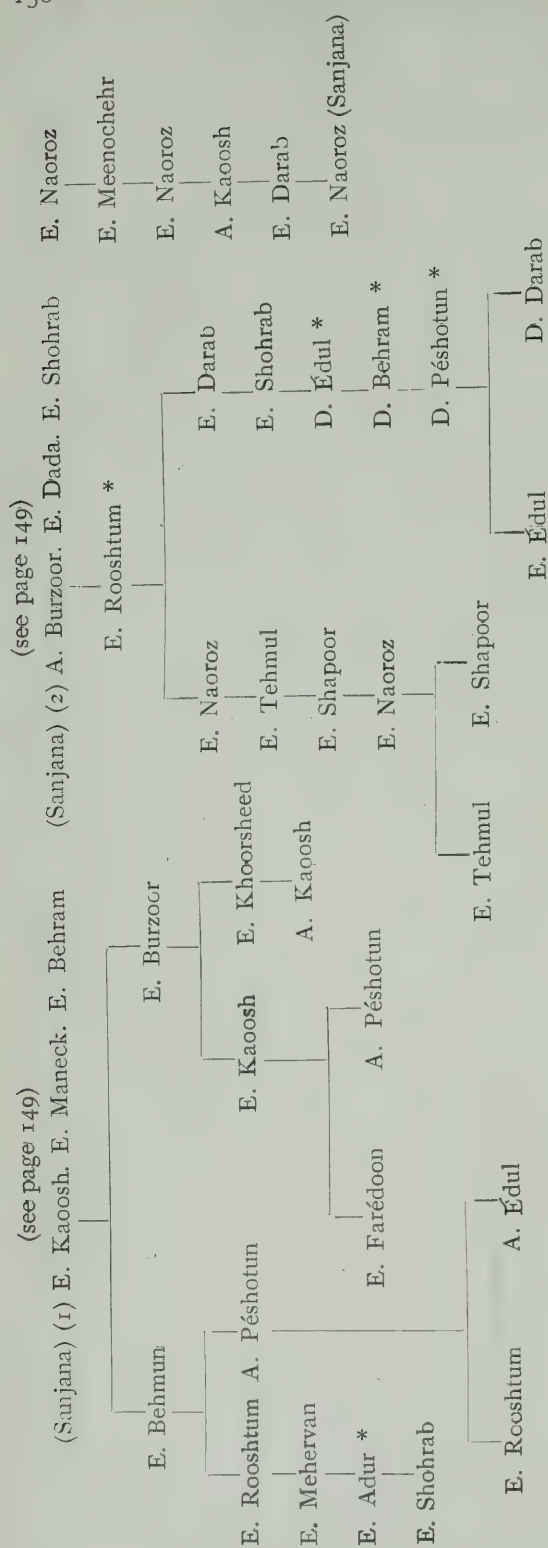 (see page 149)
(Sanjana) (1) E. Kaoosh. E. Maneck. E. Behram
E. Behmun
E. Burzoor
E. Rooshtum A. Péshotun
E. Kaoosh E. Khoorsheed
E. Mehervan
A. Kaoosh
E. Adur *
E. Farédoon A. Péshotun
E. Shohrab
E. Rooshtum A. Édul
(see page 149)
(Sanjana) (2) A. Burzoor. E. Dada. E. Shohrab
E. Rooshtum *
E. Naoroz E. Darab
E. Tehmul E. Shohrab
E. Shapoor D. Édul *
E. Naoroz D. Behram *
D. Péshotun *
E. Tehmul E. Shapoor
E. Édul D. Darab
E. Naoroz
E. Meenochehr
E. Naoroz
A. Kaoosh
E. Darab
E. Naoroz (Sanjana)